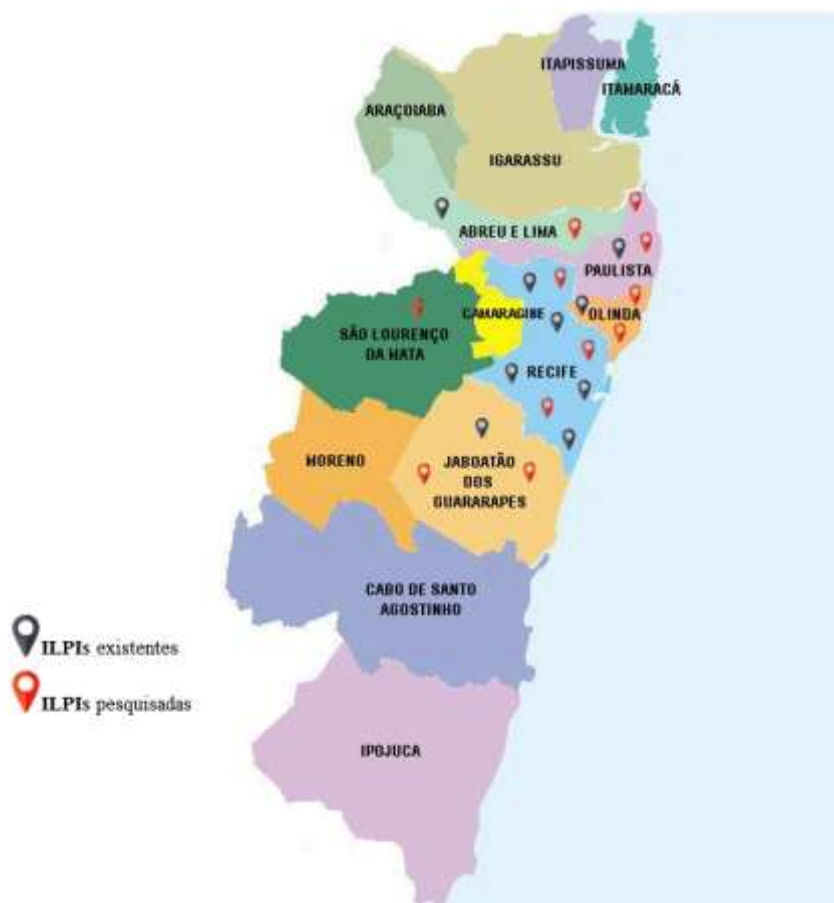 ITAPISSUMA
ITAMARACÁ
ARAÇOIABA
IGARASSU
ABREU E LIMA
PAULISTA
CAMARAGIBE
OLINDA
SÃO LOURENÇO
DA MATA
RECIFE
MORENO
JABOATÃO
DOS
GUARARAPES
CABO DE SANTO
AGOSTINHO
ILPIs existentes
ILPIs pesquisadas
IPOJUCA